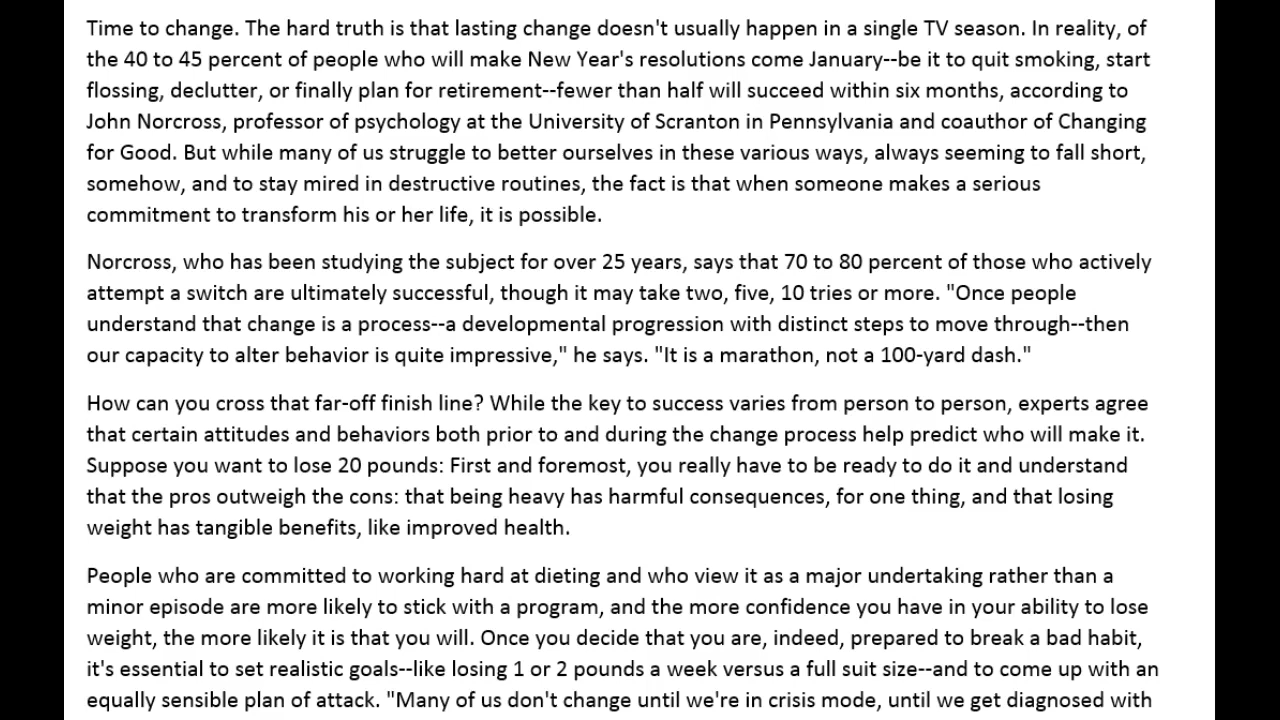 Time to change. The hard truth is that lasting change doesn't usually happen in a single TV season. In reality, of
the 40 to 45 percent of people who will make New Year's resolutions come January--be it to quit smoking, start
flossing, declutter, or finally plan for retirement--fewer than half will succeed within six months, according to
John Norcross, professor of psychology at the University of Scranton in Pennsylvania and coauthor of Changing
for Good. But while many of us struggle to better ourselves in these various ways, always seeming to fall short,
somehow, and to stay mired in destructive routines, the fact is that when someone makes a serious
commitment to transform his or her life, it is possible.
Norcross, who has been studying the subject for over 25 years, says that 70 to 80 percent of those who actively
attempt a switch are ultimately successful, though it may take two, five, 10 tries or more. "Once people
understand that change is a process--a developmental progression with distinct steps to move through--then
our capacity to alter behavior is quite impressive," he says. "It is a marathon, not a 100-yard dash."
How can you cross that far-off finish line? While the key to success varies from person to person, experts agree
that certain attitudes and behaviors both prior to and during the change process help predict who will make it.
Suppose you want to lose 20 pounds: First and foremost, you really have to be ready to do it and understand
that the pros outweigh the cons: that being heavy has harmful consequences, for one thing, and that losing
weight has tangible benefits, like improved health.
People who are committed to working hard at dieting and who view it as a major undertaking rather than a
minor episode are more likely to stick with a program, and the more confidence you have in your ability to lose
weight, the more likely it is that you will. Once you decide that you are, indeed, prepared to break a bad habit,
it's essential to set realistic goals--like losing 1 or 2 pounds a week versus a full suit size--and to come up with an
equally sensible plan of attack. "Many of us don't change until we're in crisis mode, until we get diagnosed with